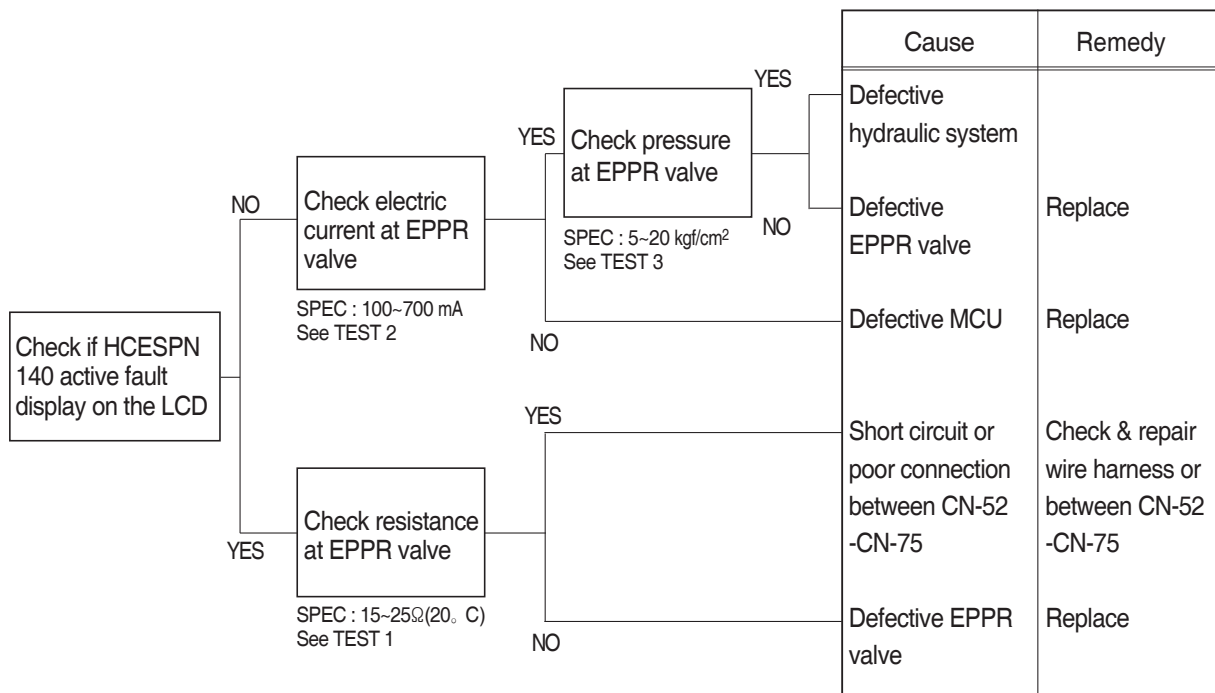 Cause
Remedy
YES
Defective
hydraulic system
YES
Check pressure
at EPPR valve
NO
Check electric
current at EPPR
valve
SPEC : 5~20 kgf/cm²
See TEST 3
NO
Defective
EPPR valve
Replace
SPEC : 100~700 mA
See TEST 2
NO
Defective MCU
Replace
Check if HCESPN
140 active fault
display on the LCD
YES
Short circuit or
poor connection
between CN-52
-CN-75
Check & repair
wire harness or
between CN-52
-CN-75
YES
Check resistance
at EPPR valve
SPEC : 15~25Ω(20。C)
See TEST 1
NO
Defective EPPR
valve
Replace